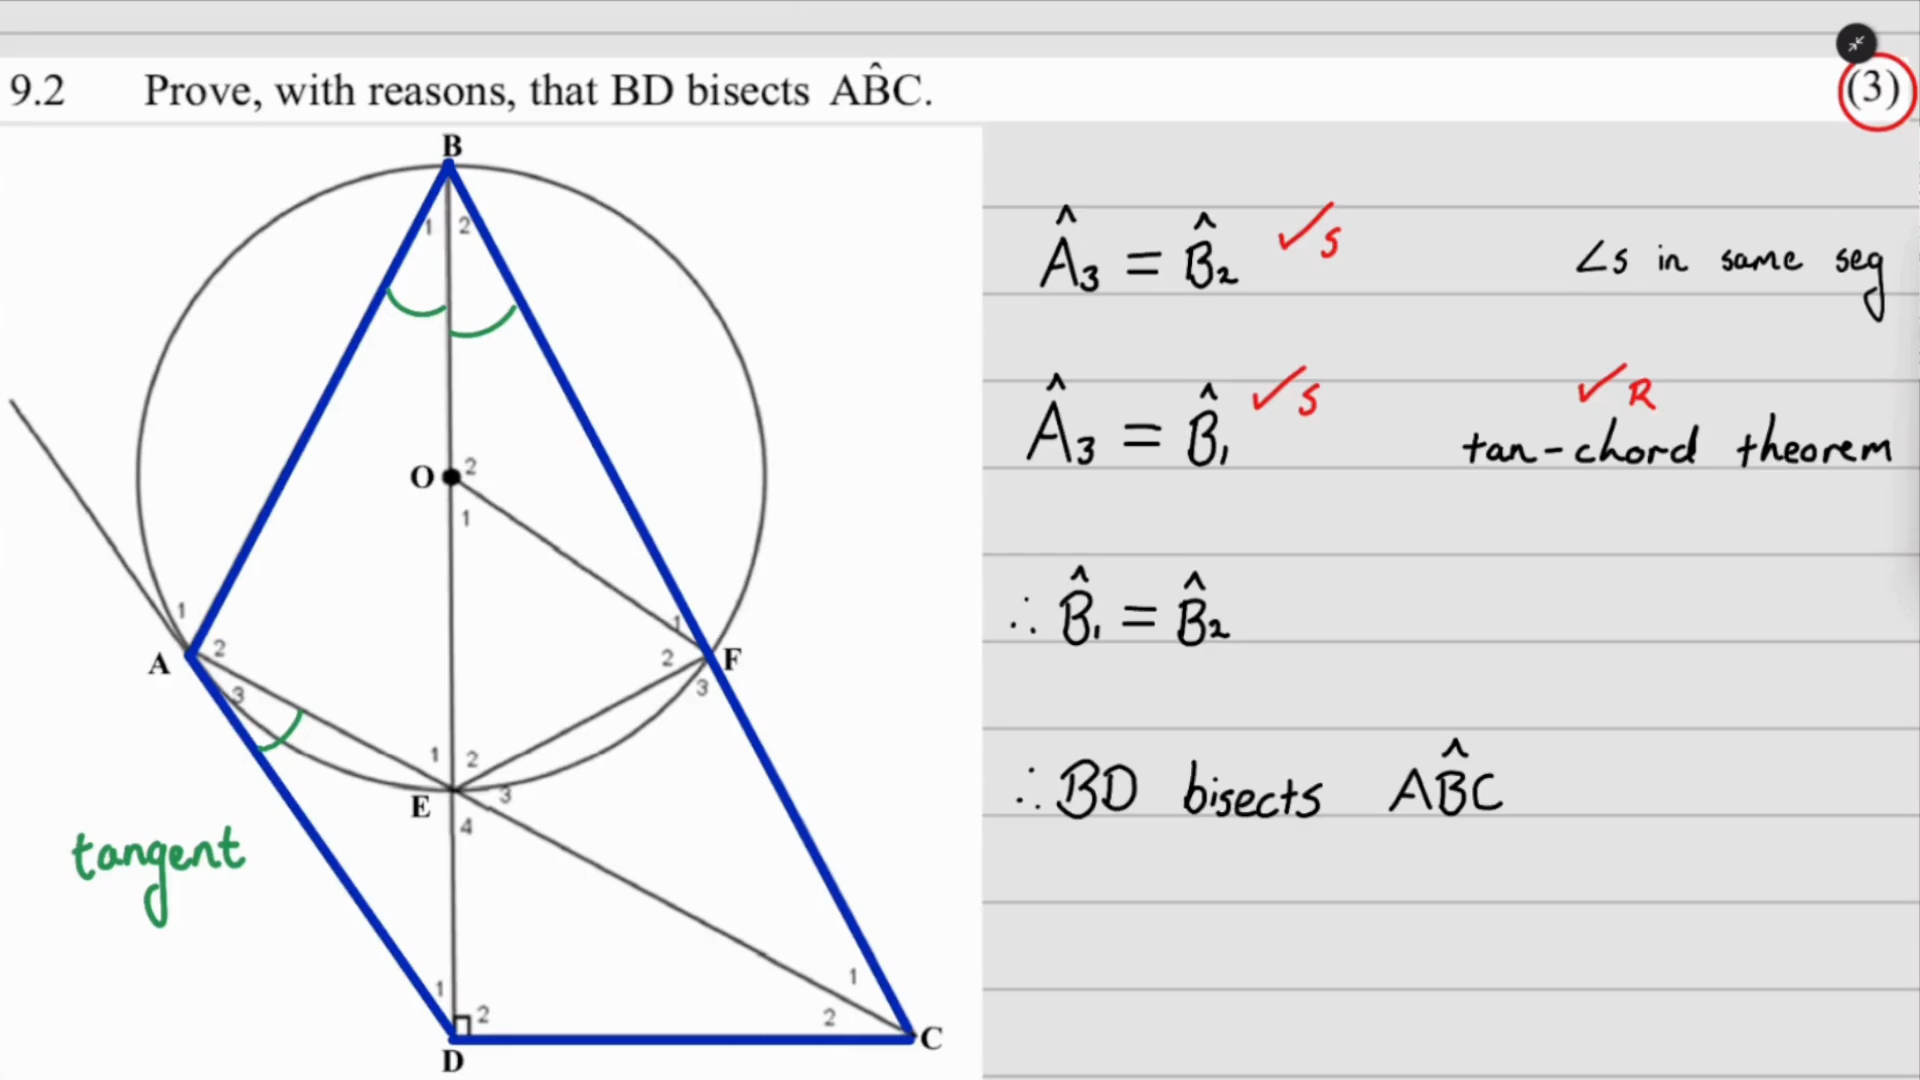 9.2 Prove, with reasons, that BD bisects AB̂C. (3)
B
1 2
Â₃ = B̂₂ ✓S ∠s in same seg
Â₃ = B̂₁ ✓S ✓R tan-chord theorem
O 2
1
∴ B̂₁ = B̂₂
1 1
A 2 2 F
3 3
1 2
∴ BD bisects AB̂C
E 3
4
tangent
1
1 2 2
D C